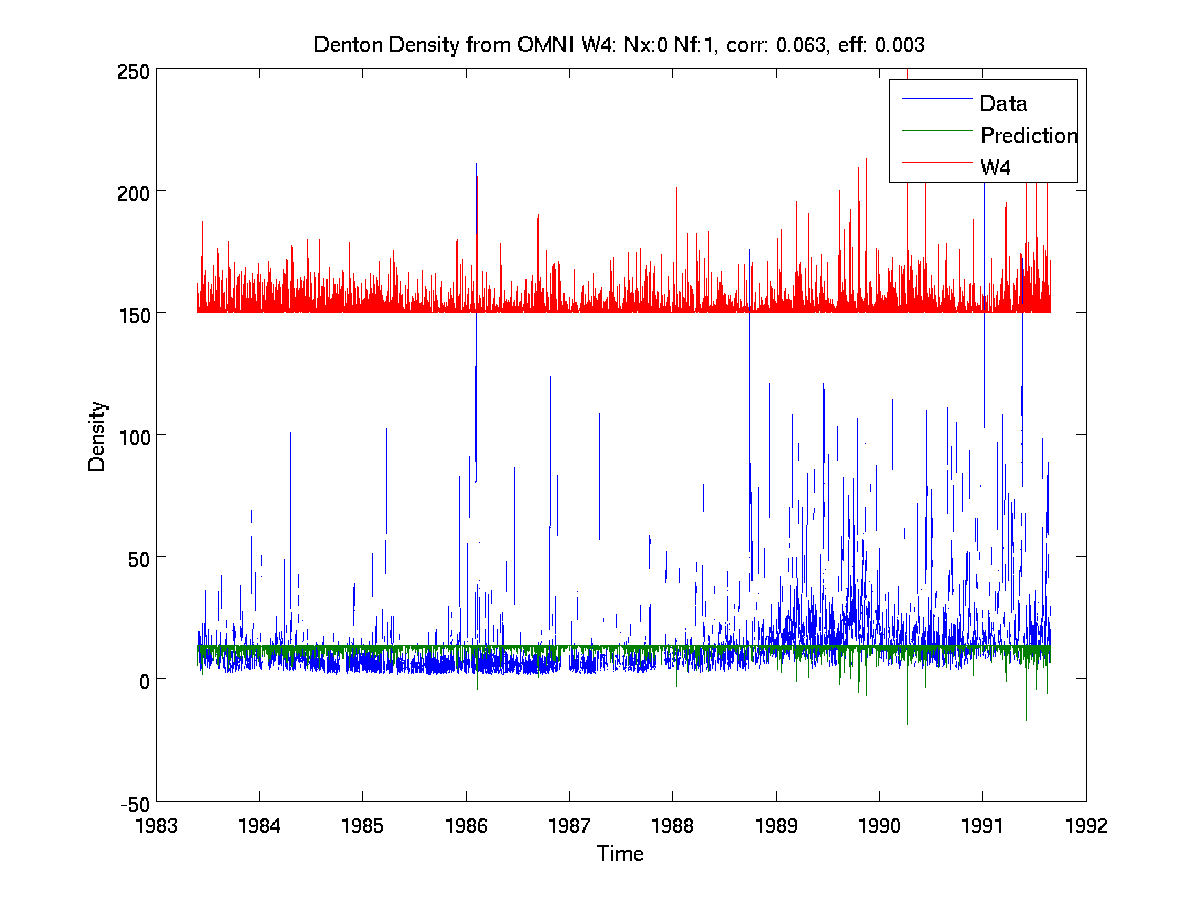 Denton Density from OMNI W4: Nx:0 Nf:1, corr: 0.063, eff: 0.003
250
200
150
100
50
0
-50
Density
Data
Prediction
W4
1983 1984 1985 1986 1987 1988 1989 1990 1991 1992
Time